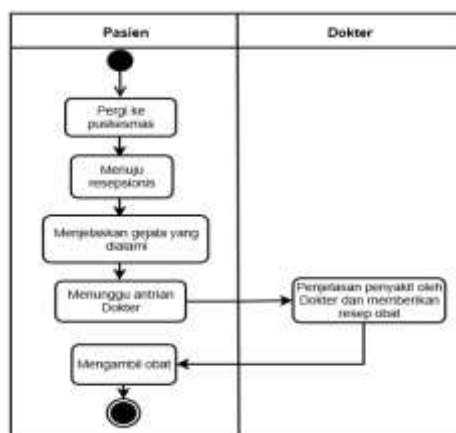 Pasien
Dokter
Pergi ke
puskesmas
Menuju
resepsionis
Menjelaskan gejala yang
dialami
Menunggu antrian
Dokter
Penjelasan penyakit oleh
Dokter dan memberikan
resep obat
Mengambil obat